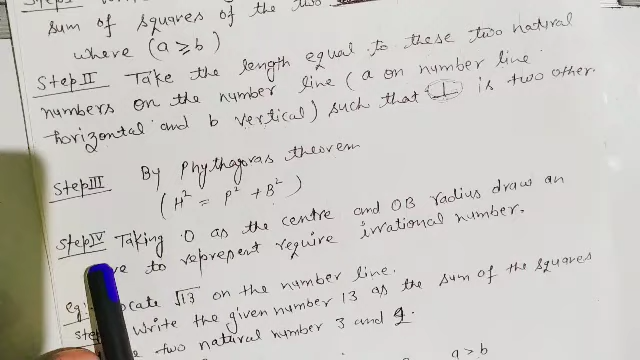 sum of squares of the two
where (a ≥ b)
Step II Take the length equal to these two natural
numbers on the number line (a on number line
horizontal and b vertical) such that ⊥ is two other.
Step III By Phythagoras theorem
(H² = P² + B²)
Step IV Taking O as the centre and OB radius draw an
to represent require irrational number.
eg:- √13 on the number line.
Write the given number 13 as the sum of the squares
two natural number 3 and 2.
a > b